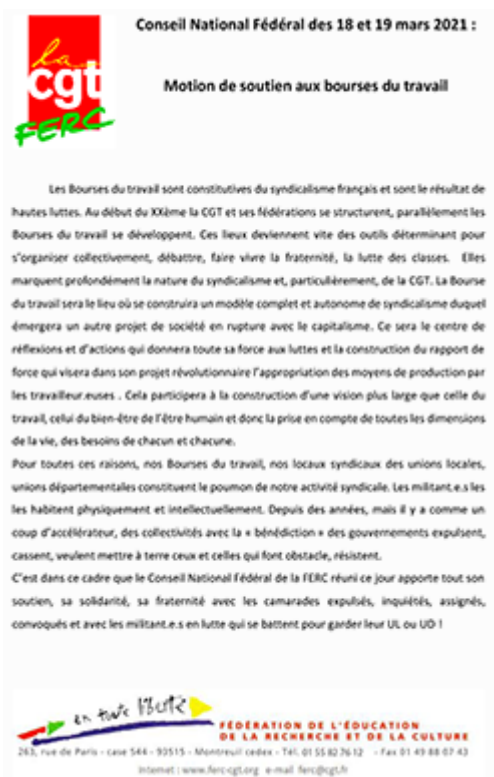 Conseil National Fédéral des 18 et 19 mars 2021 :
la
cgt
FERC
Motion de soutien aux bourses du travail
Les Bourses du travail sont constitutives du syndicalisme français et sont le résultat de
hautes luttes. Au début du XXème la CGT et ses fédérations se structurent, parallèlement les
Bourses du travail se développent. Ces lieux deviennent vite des outils déterminant pour
s'organiser collectivement, débattre, faire vivre la fraternité, la lutte des classes. Elles
marquent profondément la nature du syndicalisme et, particulièrement, de la CGT. La Bourse
du travail sera le lieu où se construira un modèle complet et autonome de syndicalisme duquel
émergera un autre projet de société en rupture avec le capitalisme. Ce sera le centre de
réflexions et d'actions qui donnera toute sa force aux luttes et la construction du rapport de
force qui visera dans son projet révolutionnaire l'appropriation des moyens de production par
les travailleur.euses . Cela participera à la construction d'une vision plus large que celle du
travail, celui du bien-être de l'être humain et donc la prise en compte de toutes les dimensions
de la vie, des besoins de chacun et chacune.
Pour toutes ces raisons, nos Bourses du travail, nos locaux syndicaux des unions locales,
unions départementales constituent le poumon de notre activité syndicale. Les militant.e.s les
les habitent physiquement et intellectuellement. Depuis des années, mais il y a comme un
coup d'accélérateur, des collectivités avec la « bénédiction » des gouvernements expulsent,
cassent, veulent mettre à terre ceux et celles qui font obstacle, résistent.
C'est dans ce cadre que le Conseil National Fédéral de la FERC réuni ce jour apporte tout son
soutien, sa solidarité, sa fraternité avec les camarades expulsés, inquiétés, assignés,
convoqués et avec les militant.e.s en lutte qui se battent pour garder leur UL ou UD !
en toute liberté
FÉDÉRATION DE L'ÉDUCATION
DE LA RECHERCHE ET DE LA CULTURE
263, rue de Paris - case 544 - 93515 - Montreuil cedex - Tél. 01 55 82 76 12 - Fax 01 49 88 07 43
Internet : www.ferc-cgt.org e-mail ferc@cgt.fr